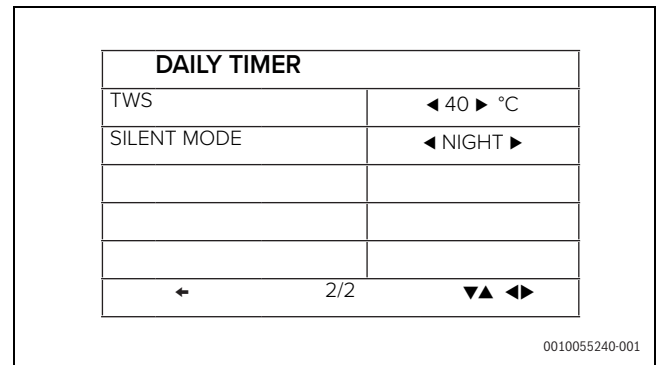 DAILY TIMER
TWS ◀ 40 ▶ °C
SILENT MODE ◀ NIGHT ▶
← 2/2 ▼▲ ◀▶
0010055240-001